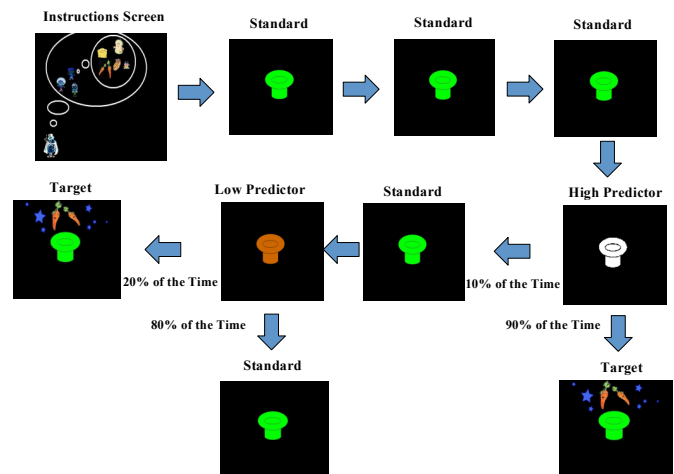 Instructions Screen
Standard
Standard
Standard
Target
Low Predictor
Standard
High Predictor
20% of the Time
10% of the Time
80% of the Time
90% of the Time
Standard
Target